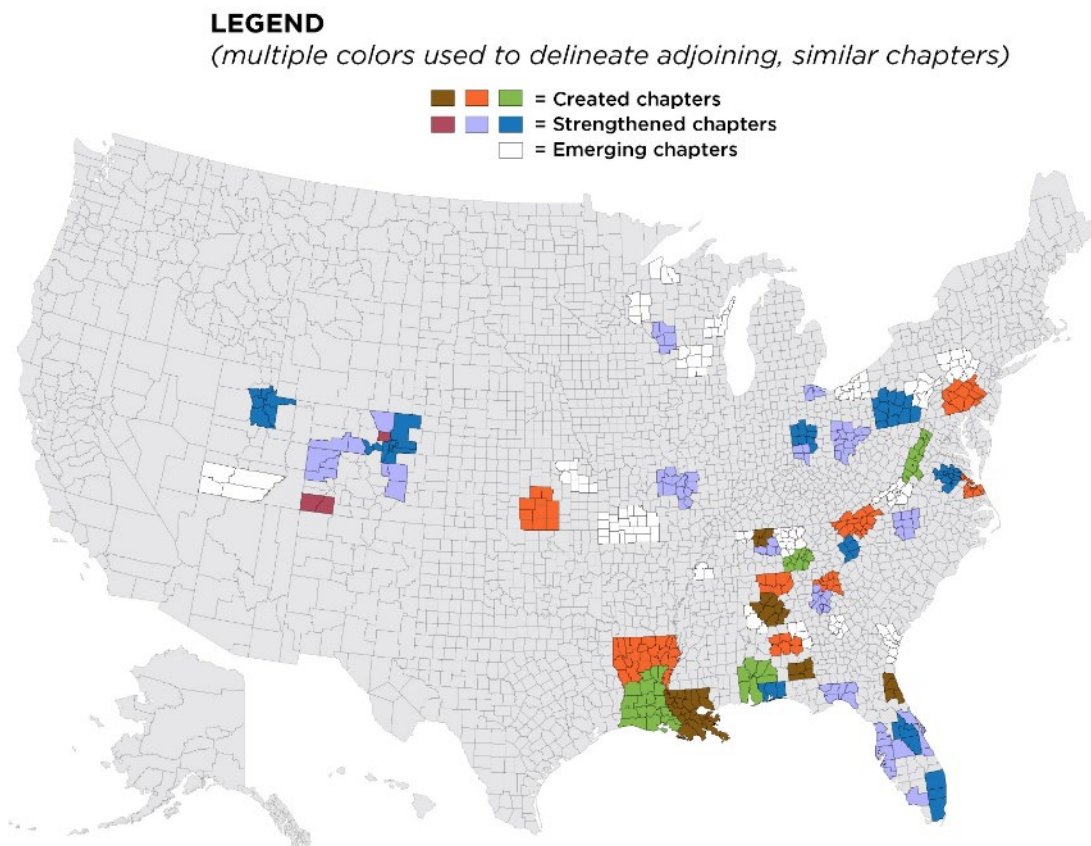 LEGEND
(multiple colors used to delineate adjoining, similar chapters)
= Created chapters
= Strengthened chapters
= Emerging chapters